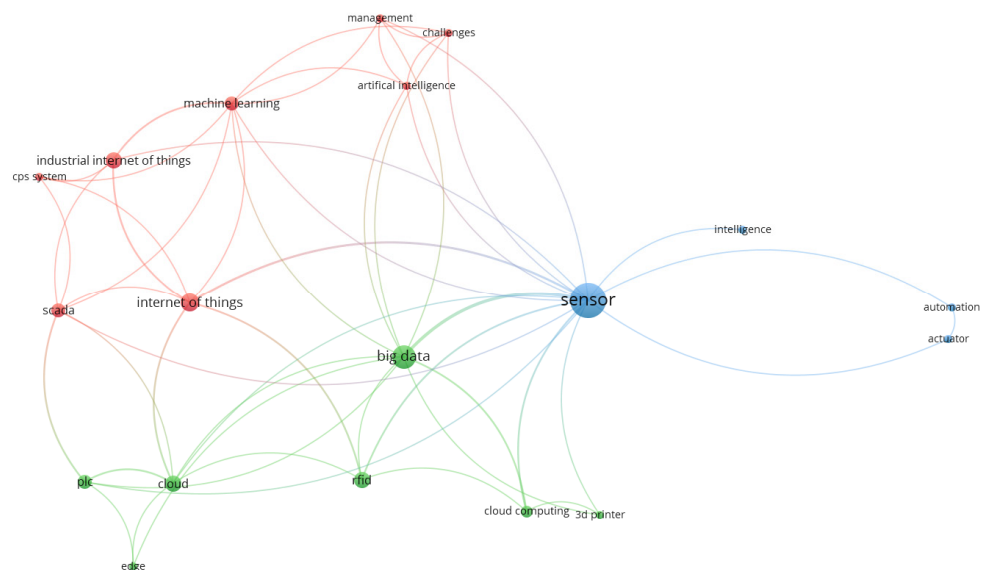 management
challenges
artifical intelligence
machine learning
industrial internet of things
cps system
intelligence
sensor
internet of things
scada
automation
actuator
big data
plc
cloud
rfid
cloud computing
3d printer
edge